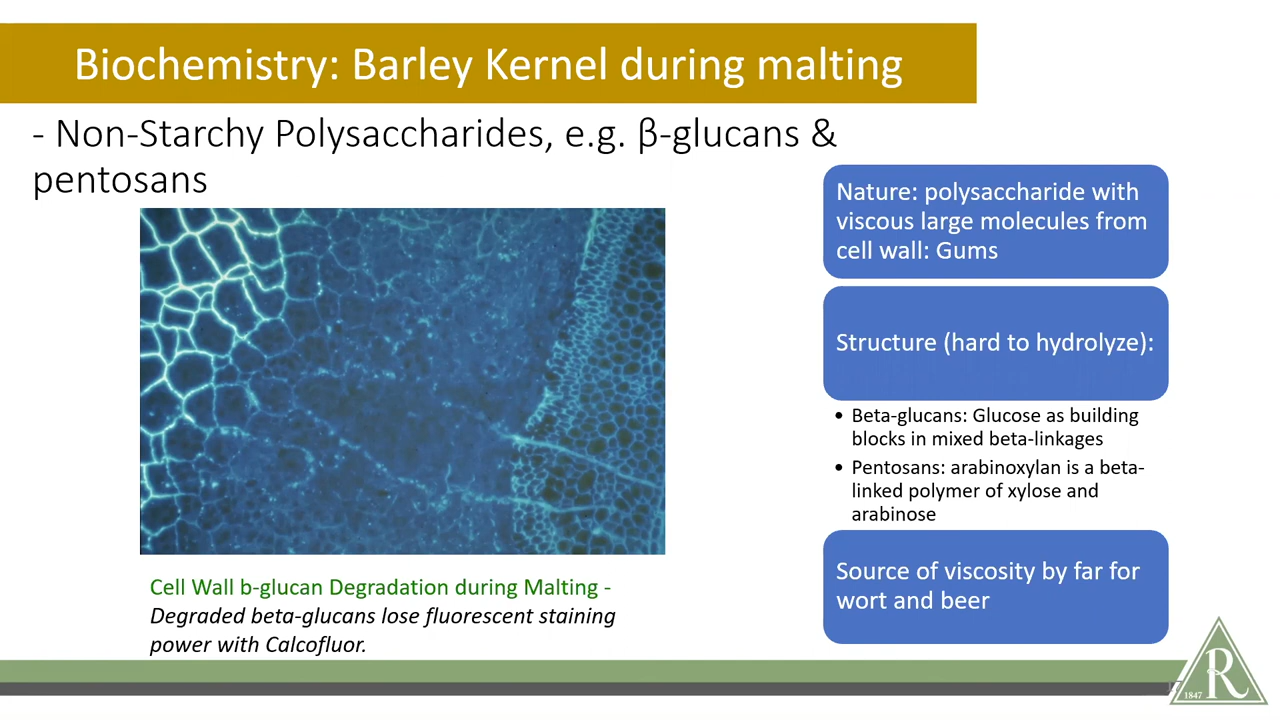 Biochemistry: Barley Kernel during malting
- Non-Starchy Polysaccharides, e.g. β-glucans &
pentosans
Nature: polysaccharide with
viscous large molecules from
cell wall: Gums
Structure (hard to hydrolyze):
• Beta-glucans: Glucose as building
blocks in mixed beta-linkages
• Pentosans: arabinoxylan is a beta-
linked polymer of xylose and
arabinose
Source of viscosity by far for
wort and beer
Cell Wall b-glucan Degradation during Malting -
Degraded beta-glucans lose fluorescent staining
power with Calcofluor.
1847 R